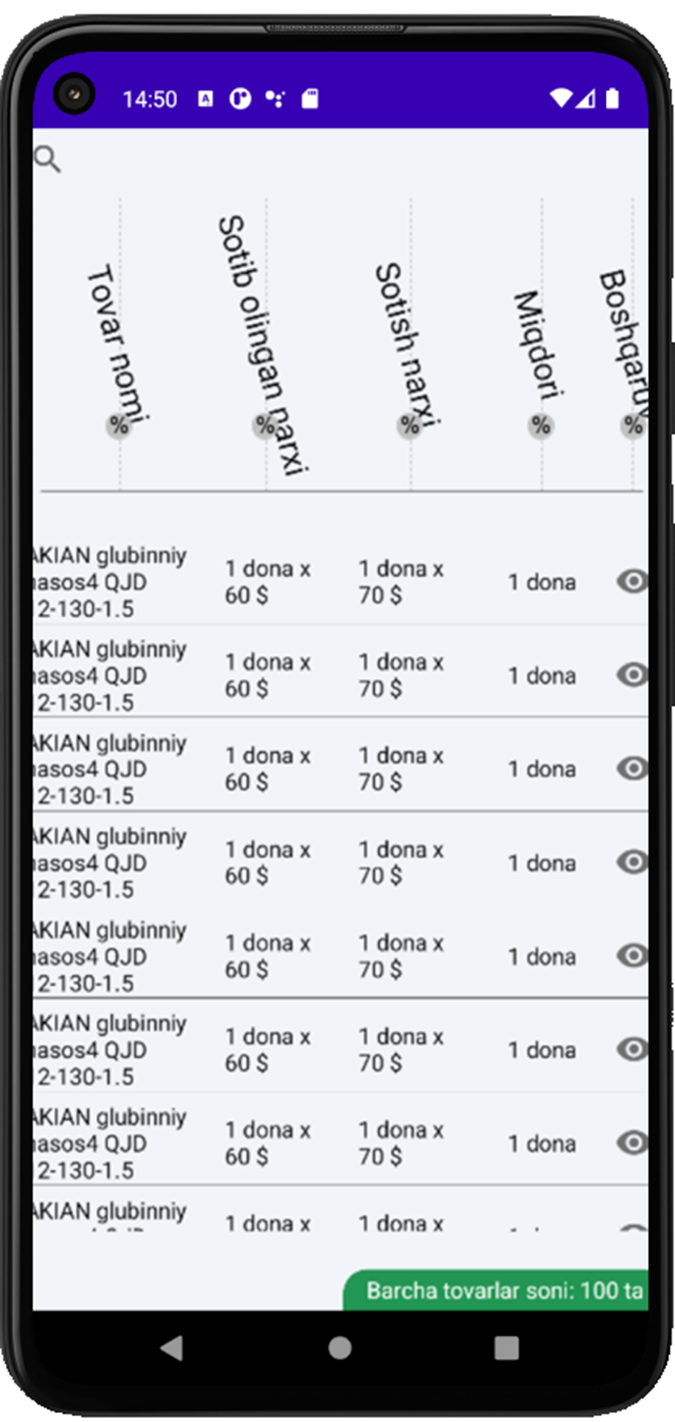 14:50
Tovar nomi
Sotib olingan narxi
Sotish narxi
Miqdori
Boshqaruv
% % % % %
AKIAN glubinniy
nasos4 QJD
2-130-1.5
1 dona x
60 $
1 dona x
70 $
1 dona
AKIAN glubinniy
nasos4 QJD
2-130-1.5
1 dona x
60 $
1 dona x
70 $
1 dona
AKIAN glubinniy
nasos4 QJD
2-130-1.5
1 dona x
60 $
1 dona x
70 $
1 dona
AKIAN glubinniy
nasos4 QJD
2-130-1.5
1 dona x
60 $
1 dona x
70 $
1 dona
AKIAN glubinniy
nasos4 QJD
2-130-1.5
1 dona x
60 $
1 dona x
70 $
1 dona
AKIAN glubinniy
nasos4 QJD
2-130-1.5
1 dona x
60 $
1 dona x
70 $
1 dona
AKIAN glubinniy
nasos4 QJD
2-130-1.5
1 dona x
60 $
1 dona x
70 $
1 dona
AKIAN glubinniy
1 dona x
1 dona x
Barcha tovarlar soni: 100 ta